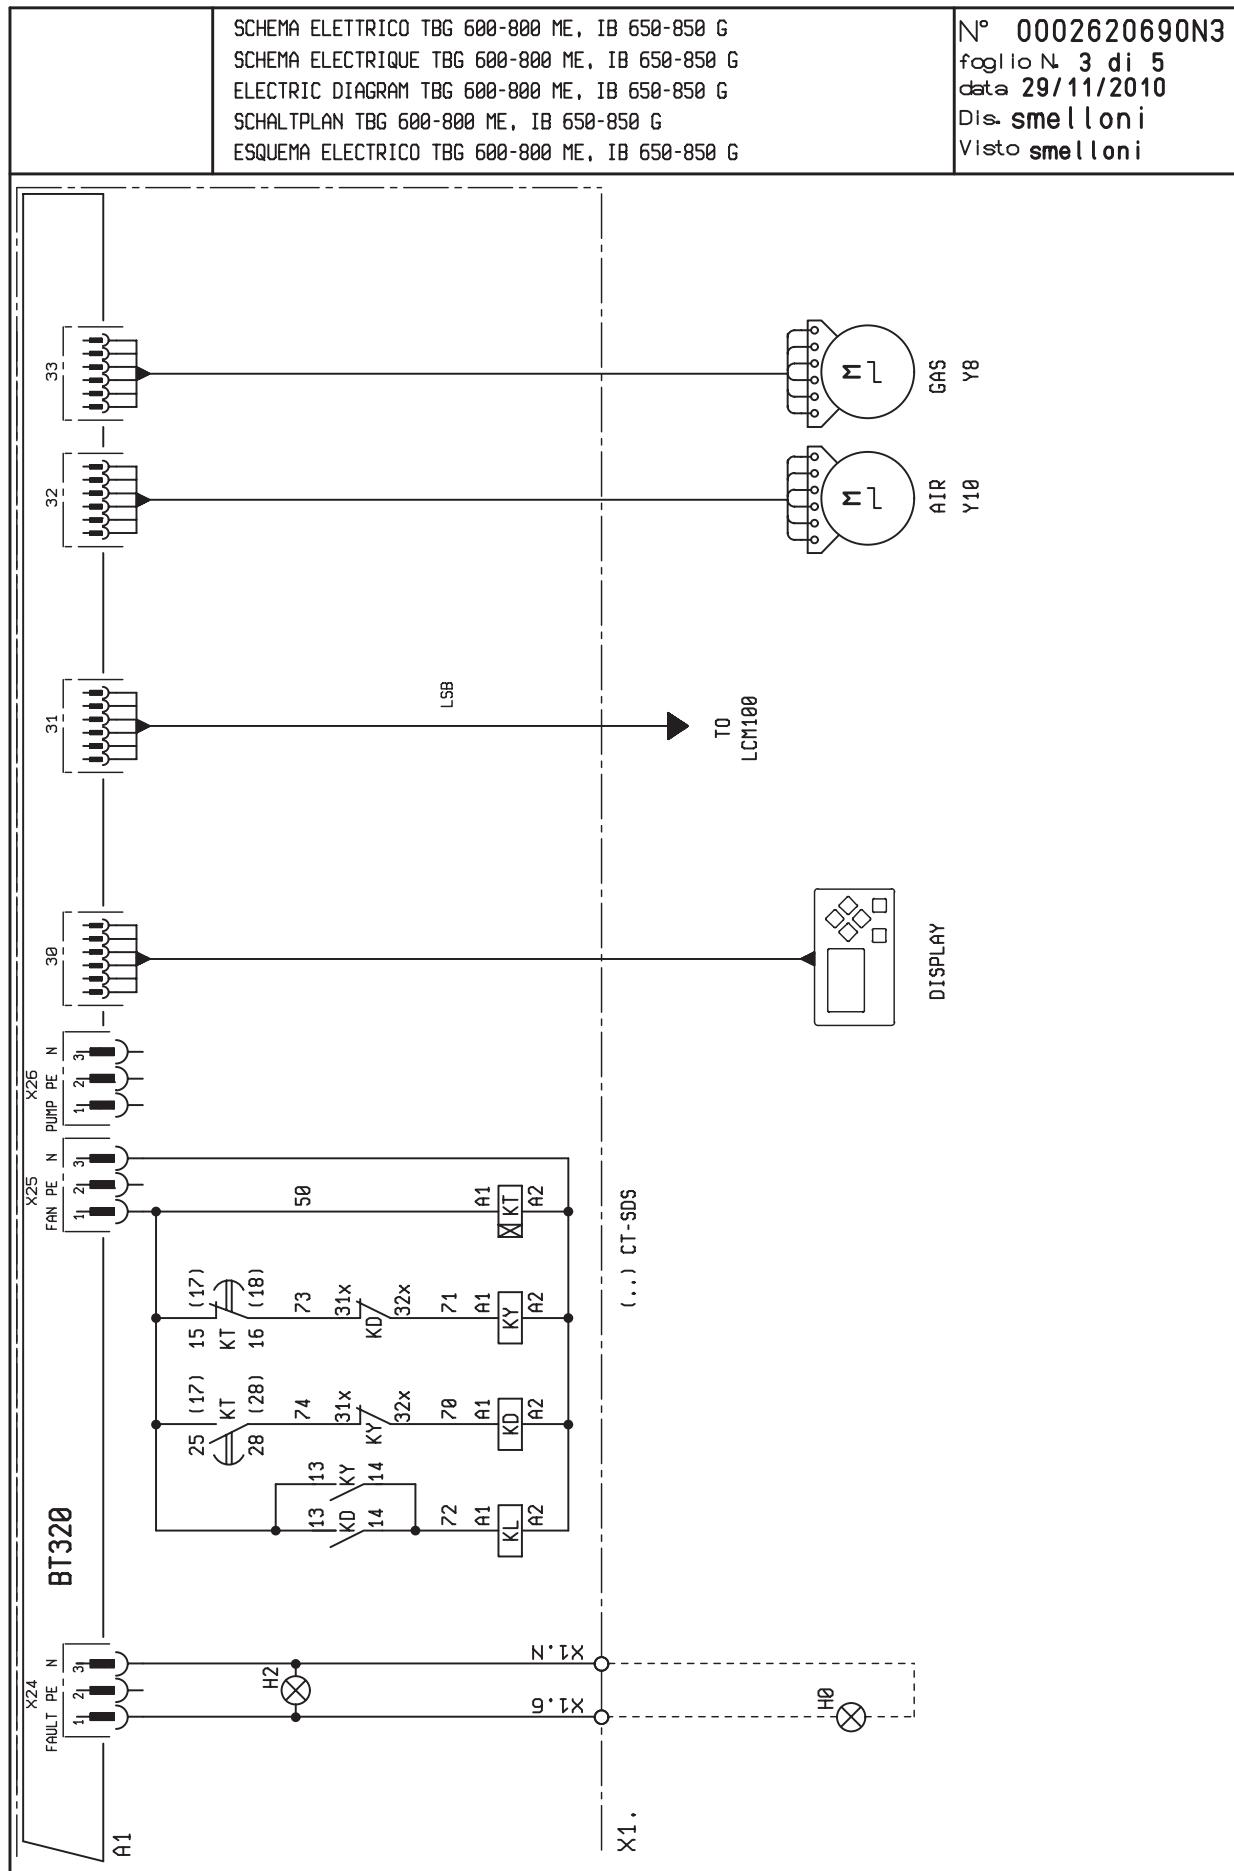 SCHEMA ELETTRICO TBG 600-800 ME, IB 650-850 G
SCHEMA ELECTRIQUE TBG 600-800 ME, IB 650-850 G
ELECTRIC DIAGRAM TBG 600-800 ME, IB 650-850 G
SCHALTPLAN TBG 600-800 ME, IB 650-850 G
ESQUEMA ELECTRICO TBG 600-800 ME, IB 650-850 G
N° 0002620690N3
foglio N. 3 di 5
data 29/11/2010
Dis. smelloni
Visto smelloni
33
GAS
Y8
M
32
AIR
Y10
M
31
LSB
TO
LCM100
30
DISPLAY
X26
PUMP PE N
1 2 3
X25
FAN PE N
1 2 3
50
A1
KT
A2
15 (17)
KT
16 (18)
73
31x
KD
32x
71
A1
KY
A2
25 (17)
KT
28 (28)
74
31x
KY
32x
70
A1
KD
A2
13
KY
14
13
KD
14
72
A1
KL
A2
(..) CT-SDS
BT320
X24
FAULT PE N
1 2 3
H2
X1.N
X1.6
H0
A1
X1.